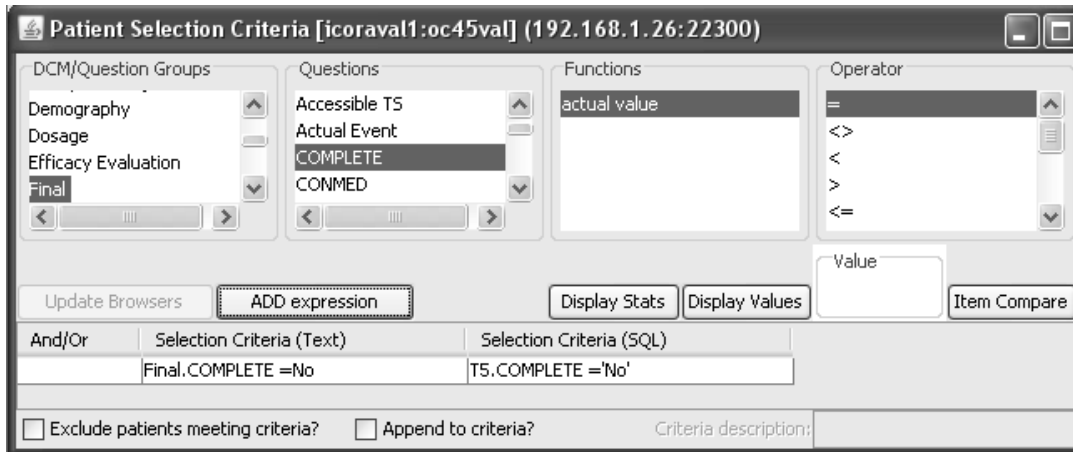 Patient Selection Criteria [icoraval1:oc45val] (192.168.1.26:22300)
DCM/Question Groups
Demography
Dosage
Efficacy Evaluation
Final
Questions
Accessible TS
Actual Event
COMPLETE
CONMED
Functions
actual value
Operator
=
<>
<
>
<=
Value
Update Browsers
ADD expression
Display Stats
Display Values
Item Compare
And/Or Selection Criteria (Text) Selection Criteria (SQL)
Final.COMPLETE =No T5.COMPLETE ='No'
Exclude patients meeting criteria? Append to criteria? Criteria description: